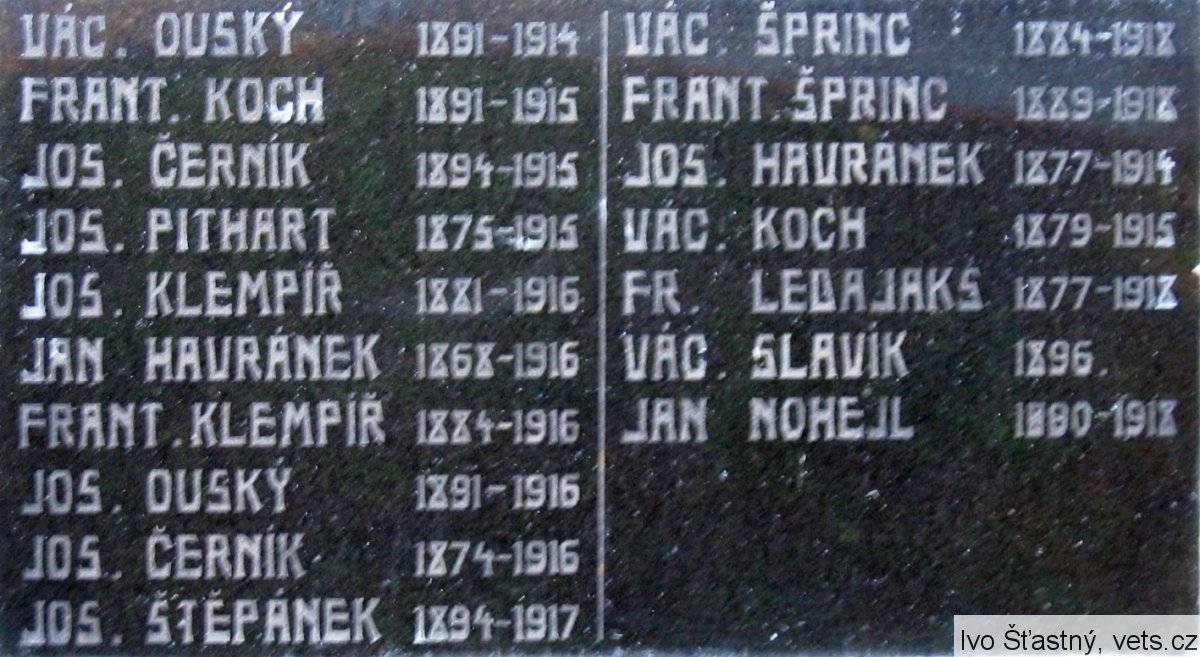 VÁC. OUSKÝ 1891-1914
FRANT. KOCH 1891-1915
JOS. ČERNÍK 1894-1915
JOS. PITHART 1875-1915
JOS. KLEMPÍŘ 1881-1916
JAN HAVRÁNEK 1868-1916
FRANT. KLEMPÍŘ 1884-1916
JOS. OUSKÝ 1891-1916
JOS. ČERNÍK 1874-1916
JOS. ŠTĚPÁNEK 1894-1917
VÁC. ŠPRINC 1884-1918
FRANT. ŠPRINC 1889-1918
JOS. HAVRÁNEK 1877-1914
VÁC. KOCH 1879-1915
FR. LEDAJAKS 1877-1918
VÁC. SLAVÍK 1896.
JAN NOHEJL 1880-1918
Ivo Šťastný, vets.cz